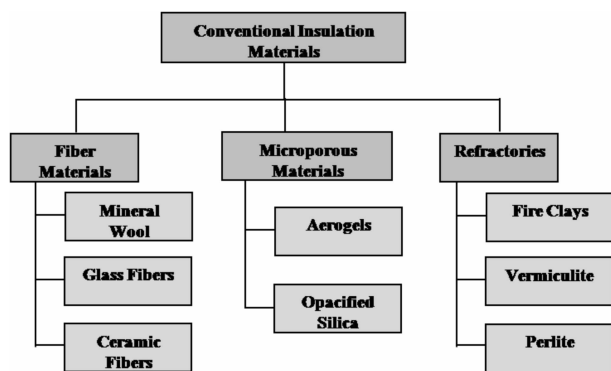 Conventional Insulation
Materials
Fiber
Materials
Microporous
Materials
Refractories
Mineral
Wool
Glass Fibers
Ceramic
Fibers
Aerogels
Opacified
Silica
Fire Clays
Vermiculite
Perlite